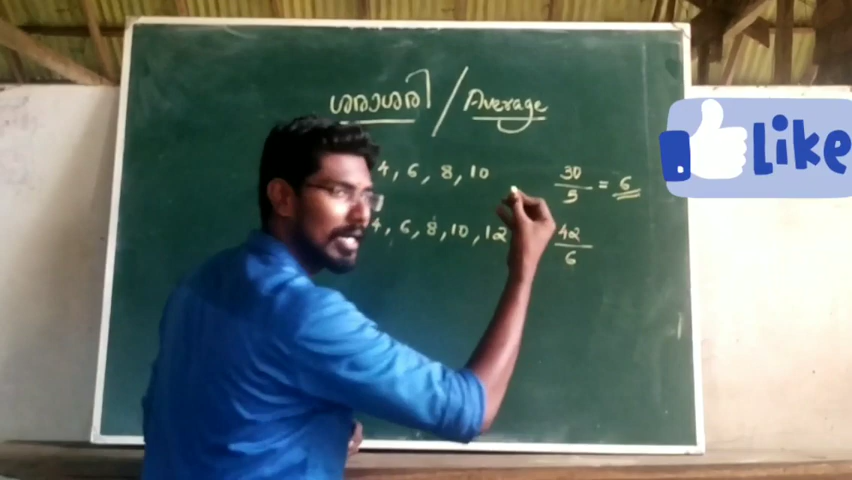 ശരാശരി / Average
4, 6, 8, 10
30/5 = 6
4, 6, 8, 10, 12
42/6
Like